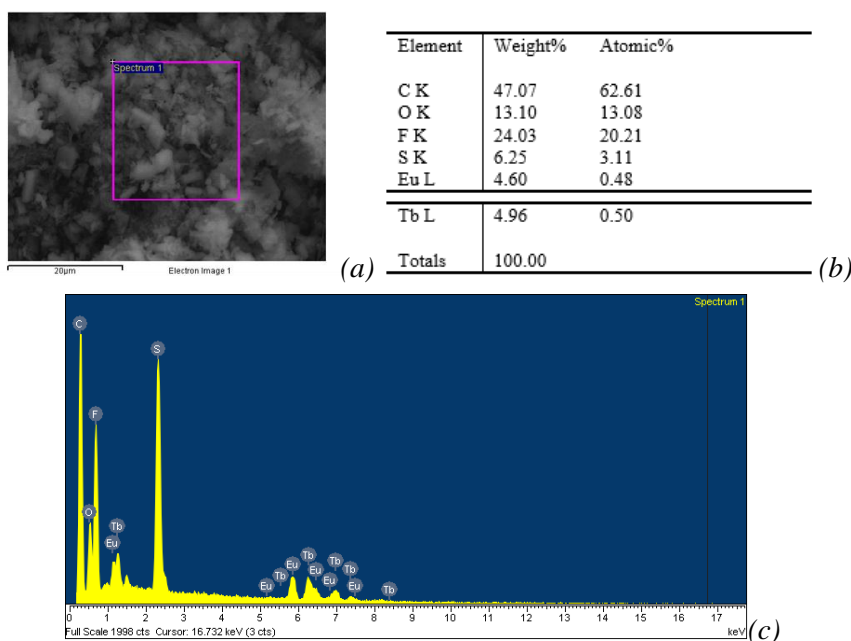 Spectrum 1
20µm Electron Image 1
(a)
Element Weight% Atomic%
C K 47.07 62.61
O K 13.10 13.08
F K 24.03 20.21
S K 6.25 3.11
Eu L 4.60 0.48
Tb L 4.96 0.50
Totals 100.00
(b)
Spectrum 1
C
S
F
O
Eu
Tb
Eu
Tb
Eu
Tb
Eu
Eu
Tb
Tb
Eu
Tb
0 1 2 3 4 5 6 7 8 9 10 11 12 13 14 15 16 17
Full Scale 1998 cts Cursor: 16.732 keV (3 cts) keV
(c)